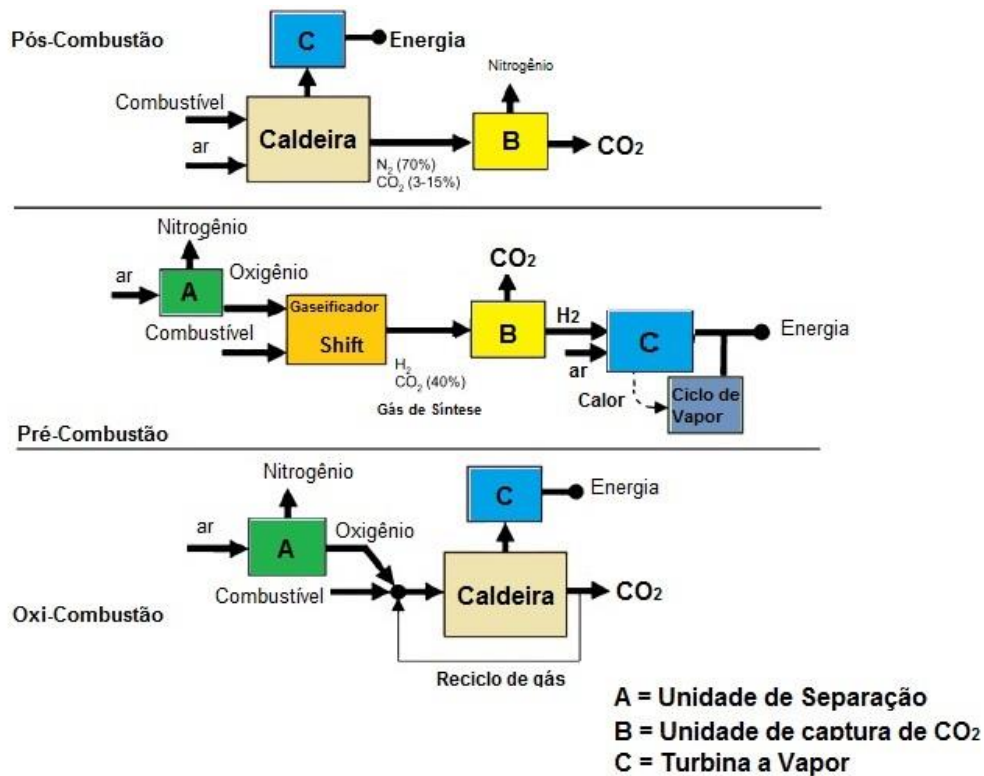 Pós-Combustão
C
Energia
Nitrogênio
Combustível
ar
Caldeira
B
CO2
N2 (70%)
CO2 (3-15%)
Nitrogênio
ar
A
Oxigênio
Combustível
Gaseificador
Shift
H2
CO2 (40%)
Gás de Síntese
CO2
B
H2
ar
C
Energia
Calor
Ciclo de
Vapor
Pré-Combustão
Nitrogênio
ar
A
Oxigênio
Combustível
C
Energia
Caldeira
CO2
Oxi-Combustão
Reciclo de gás
A = Unidade de Separação
B = Unidade de captura de CO2
C = Turbina a Vapor